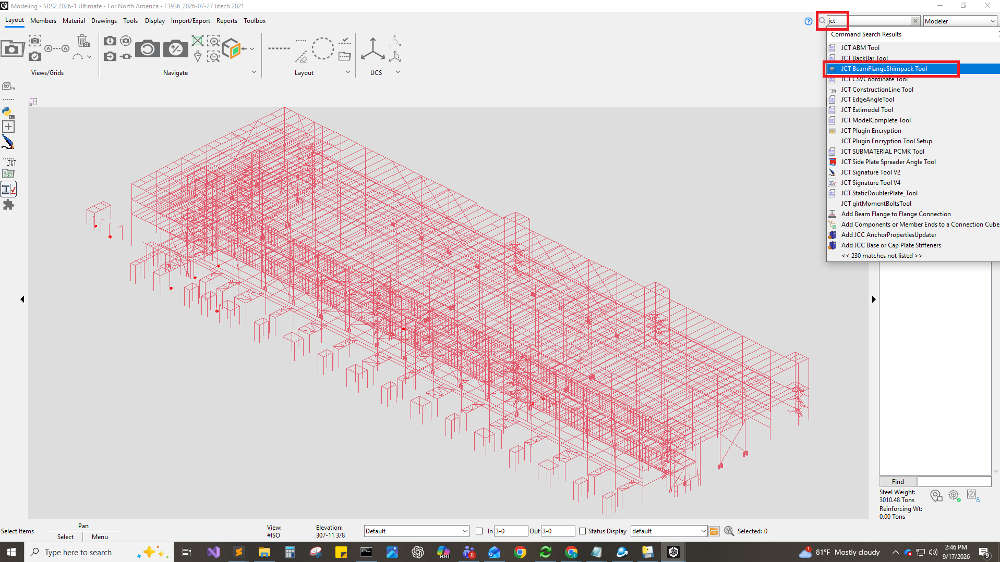 Modeling - SDS2 2026-1 Ultimate - For North America - F3936_2026-07-27 Jitech 2021
Layout Members Material Drawings Tools Display Import/Export Reports Toolbox
jct
Modeler
Views/Grids
Navigate
Layout
UCS
Command Search Results
JCT ABM Tool
JCT BackBar Tool
JCT BeamFlangeShimpack Tool
JCT CSVCoordinate Tool
JCT ConstructionLine Tool
JCT EdgeAngleTool
JCT Estimodel Tool
JCT ModelComplete Tool
JCT Plugin Encryption
JCT Plugin Encryption Tool Setup
JCT SUBMATERIAL PCMK Tool
JCT Side Plate Spreader Angle Tool
JCT Signature Tool V2
JCT Signature Tool V4
JCT StaticDoublerPlate_Tool
JCT girtMomentBoltsTool
Add Beam Flange to Flange Connection
Add Components or Member Ends to a Connection Cube
Add JCC AnchorPropertiesUpdater
Add JCC Base or Cap Plate Stiffeners
<< 230 matches not listed >>
JCT
Find
Steel Weight:
3010.48 Tons
Reinforcing Wt:
0.00 Tons
Select Items
Pan
Select
Menu
View:
#ISO
Elevation:
307-11 3/8
Default
In 3-0
Out 3-0
Status Display
default
Selected: 0
Type here to search
M365
8
1
81°F Mostly cloudy
2:46 PM
9/17/2026
9